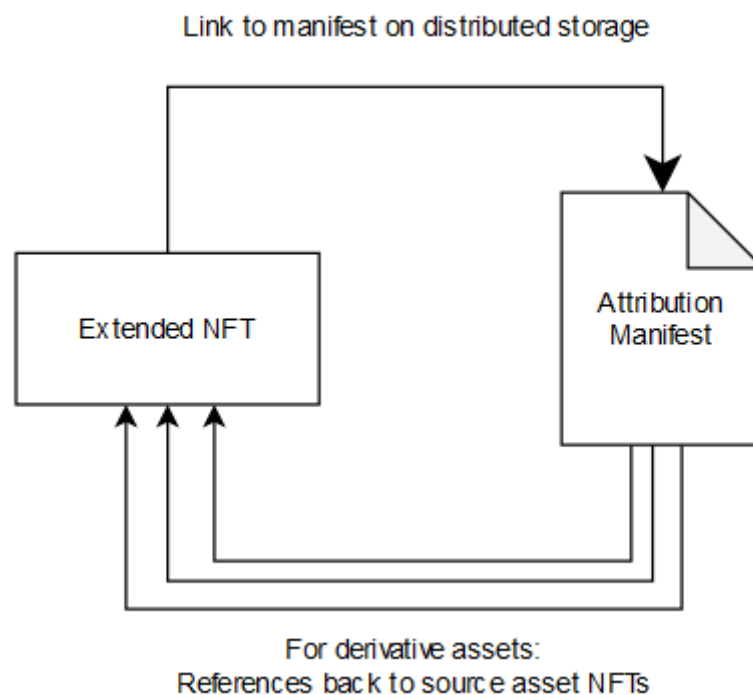 Link to manifest on distributed storage
Extended NFT
Attribution
Manifest
For derivative assets:
References back to source asset NFTs